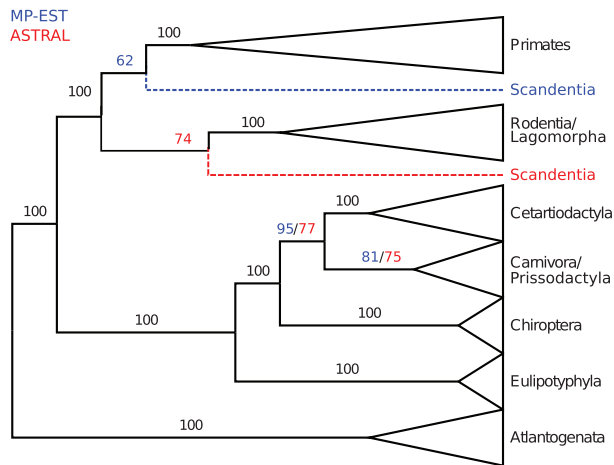 MP-EST
ASTRAL
100
Primates
62
Scandentia
100
100
Rodentia/
Lagomorpha
74
Scandentia
100
100
Cetartiodactyla
95/77
81/75
Carnivora/
Prissodactyla
100
100
Chiroptera
100
100
Eulipotyphyla
100
Atlantogenata